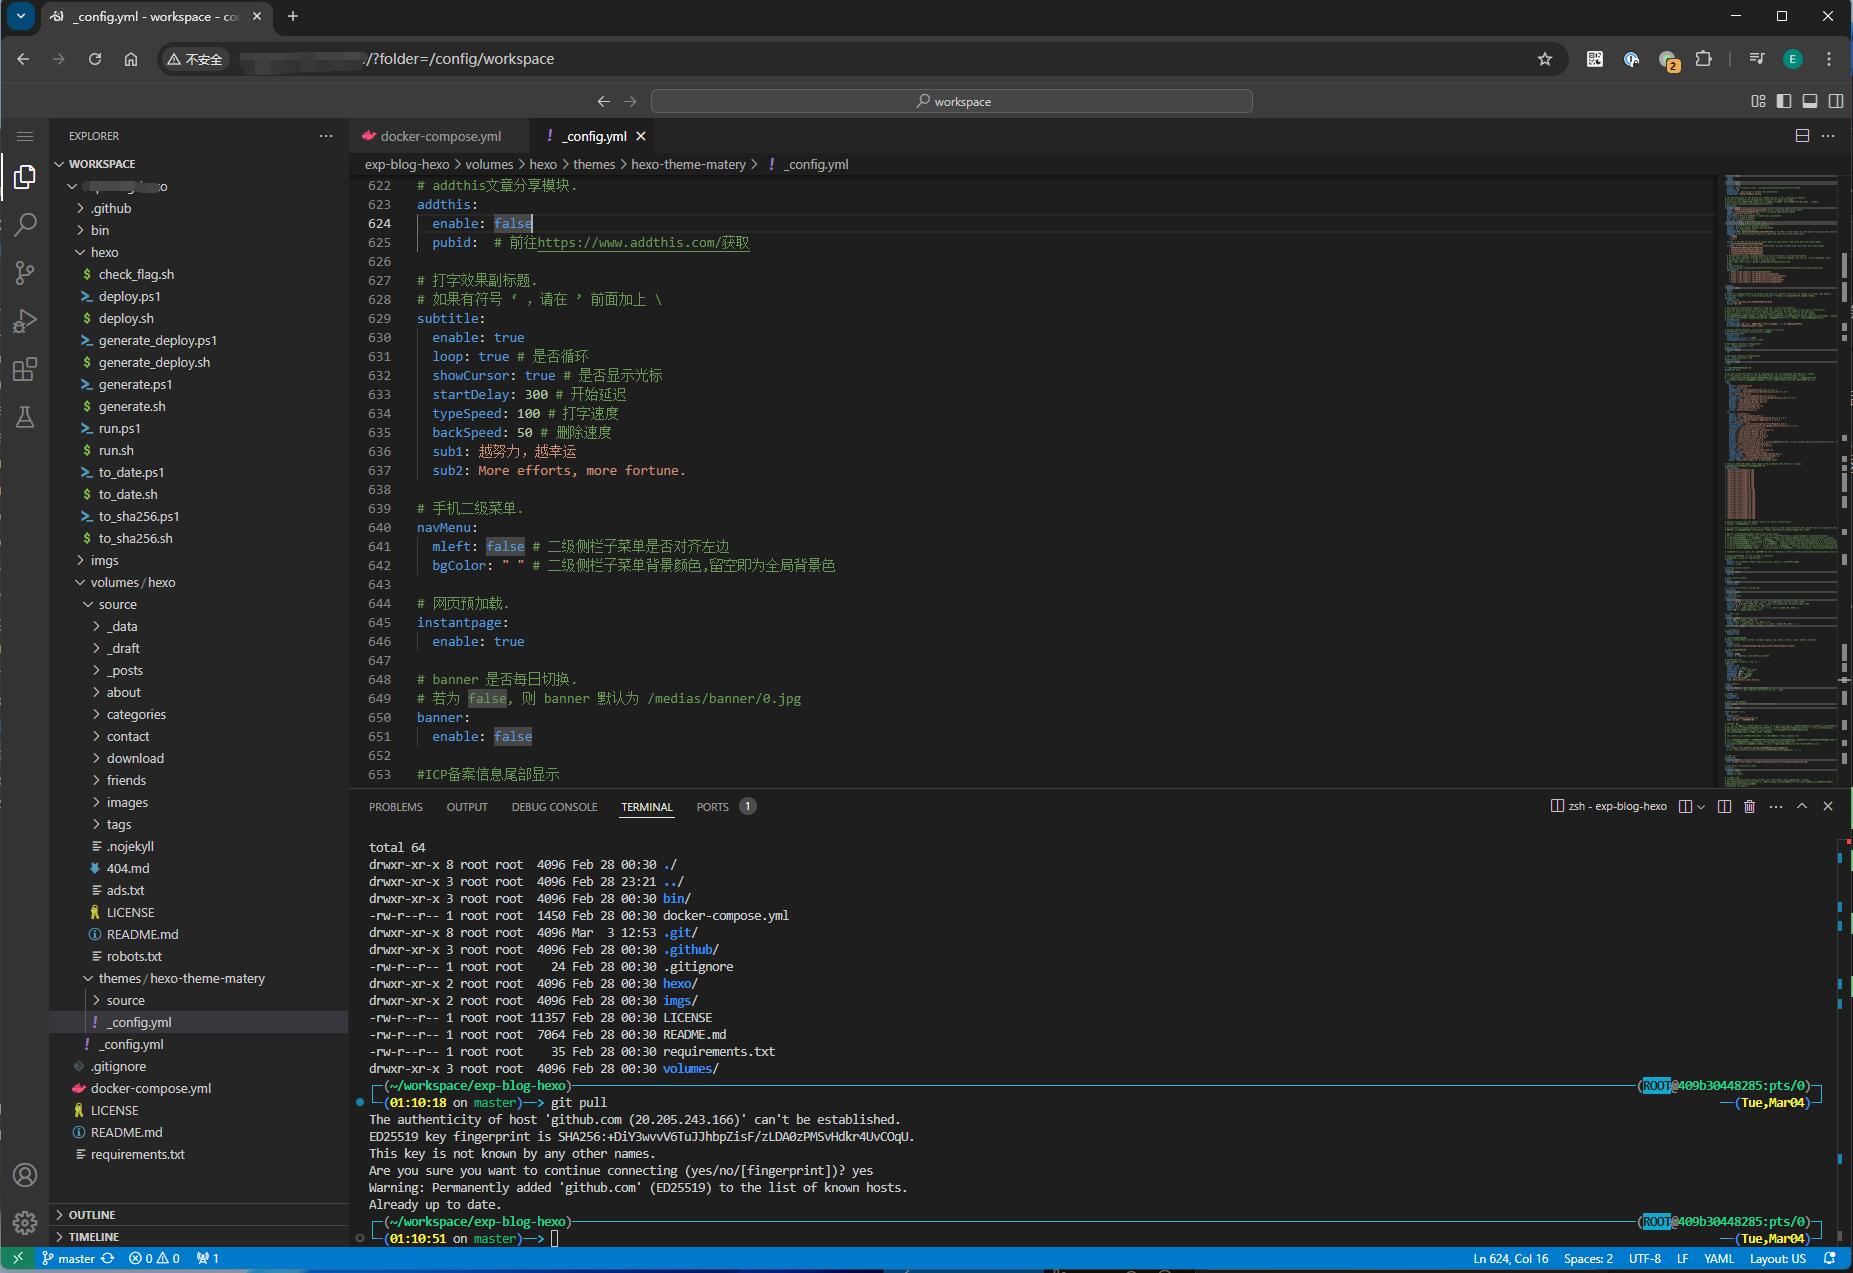 _config.yml - workspace - co
不安全
/?folder=/config/workspace
2
E
workspace
EXPLORER
WORKSPACE
.github
bin
hexo
check_flag.sh
deploy.ps1
deploy.sh
generate_deploy.ps1
generate_deploy.sh
generate.ps1
generate.sh
run.ps1
run.sh
to_date.ps1
to_date.sh
to_sha256.ps1
to_sha256.sh
imgs
volumes/hexo
source
_data
_draft
_posts
about
categories
contact
download
friends
images
tags
.nojekyll
404.md
ads.txt
LICENSE
README.md
robots.txt
themes/hexo-theme-matery
source
_config.yml
_config.yml
.gitignore
docker-compose.yml
LICENSE
README.md
requirements.txt
OUTLINE
TIMELINE
docker-compose.yml
_config.yml
exp-blog-hexo > volumes > hexo > themes > hexo-theme-matery > ! _config.yml
622 # addthis文章分享模块.
623 addthis:
624 enable: false
625 pubid: # 前往https://www.addthis.com/获取
626
627 # 打字效果副标题.
628 # 如果有符号 ‘ ，请在 ’ 前面加上 \
629 subtitle:
630 enable: true
631 loop: true # 是否循环
632 showCursor: true # 是否显示光标
633 startDelay: 300 # 开始延迟
634 typeSpeed: 100 # 打字速度
635 backSpeed: 50 # 删除速度
636 sub1: 越努力，越幸运
637 sub2: More efforts, more fortune.
638
639 # 手机二级菜单.
640 navMenu:
641 mleft: false # 二级侧栏子菜单是否对齐左边
642 bgColor: " " # 二级侧栏子菜单背景颜色,留空即为全局背景色
643
644 # 网页预加载.
645 instantpage:
646 enable: true
647
648 # banner 是否每日切换.
649 # 若为 false, 则 banner 默认为 /medias/banner/0.jpg
650 banner:
651 enable: false
652
653 #ICP备案信息尾部显示
PROBLEMS OUTPUT DEBUG CONSOLE TERMINAL PORTS 1
zsh - exp-blog-hexo
total 64
drwxr-xr-x 8 root root  4096 Feb 28 00:30 ./
drwxr-xr-x 3 root root  4096 Feb 28 23:21 ../
drwxr-xr-x 3 root root  4096 Feb 28 00:30 bin/
-rw-r--r-- 1 root root  1450 Feb 28 00:30 docker-compose.yml
drwxr-xr-x 8 root root  4096 Mar  3 12:53 .git/
drwxr-xr-x 3 root root  4096 Feb 28 00:30 .github/
-rw-r--r-- 1 root root    24 Feb 28 00:30 .gitignore
drwxr-xr-x 2 root root  4096 Feb 28 00:30 hexo/
drwxr-xr-x 2 root root  4096 Feb 28 00:30 imgs/
-rw-r--r-- 1 root root 11357 Feb 28 00:30 LICENSE
-rw-r--r-- 1 root root  7064 Feb 28 00:30 README.md
-rw-r--r-- 1 root root    35 Feb 28 00:30 requirements.txt
drwxr-xr-x 3 root root  4096 Feb 28 00:30 volumes/
(~/workspace/exp-blog-hexo) (ROOT@409b30448285:pts/0)
(01:10:18 on master)──> git pull (Tue,Mar04)
The authenticity of host 'github.com (20.205.243.166)' can't be established.
ED25519 key fingerprint is SHA256:+DiY3wvvV6TuJJhbpZisF/zLDA0zPMSvHdkr4UvCOqU.
This key is not known by any other names.
Are you sure you want to continue connecting (yes/no/[fingerprint])? yes
Warning: Permanently added 'github.com' (ED25519) to the list of known hosts.
Already up to date.
(~/workspace/exp-blog-hexo) (ROOT@409b30448285:pts/0)
(01:10:51 on master)──> (Tue,Mar04)
master 0 0 1
Ln 624, Col 16 Spaces: 2 UTF-8 LF YAML Layout: US